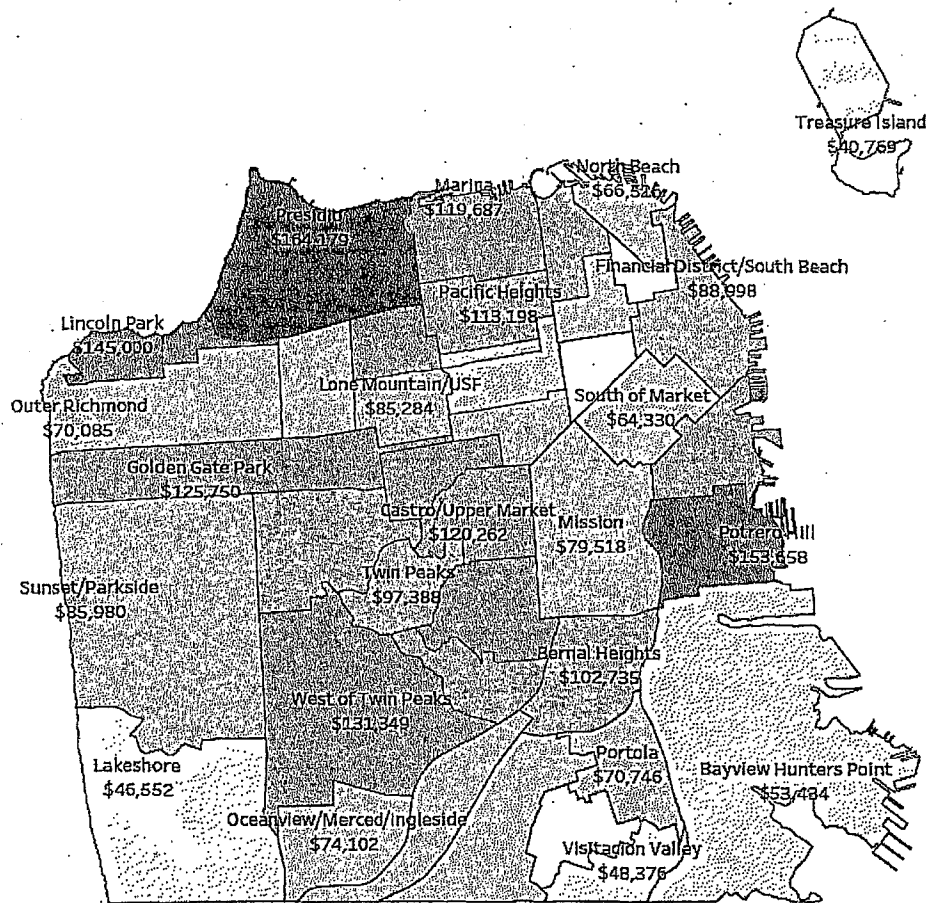 Treasure Island
$40,769
North Beach
$66,526
Marina
$119,687
Presidio
$164,179
Financial District/South Beach
$88,998
Pacific Heights
$113,198
Lincoln Park
$145,000
Lone Mountain/USF
$85,284
South of Market
$64,330
Outer Richmond
$70,085
Golden Gate Park
$125,750
Castro/Upper Market
$120,262
Mission
$79,518
Potrero Hill
$153,658
Twin Peaks
$97,388
Sunset/Parkside
$85,980
Bernal Heights
$102,735
West of Twin Peaks
$131,349
Portola
$70,746
Lakeshore
$46,552
Bayview Hunters Point
$53,434
Oceanview/Merced/Ingleside
$74,102
Visitacion Valley
$48,376